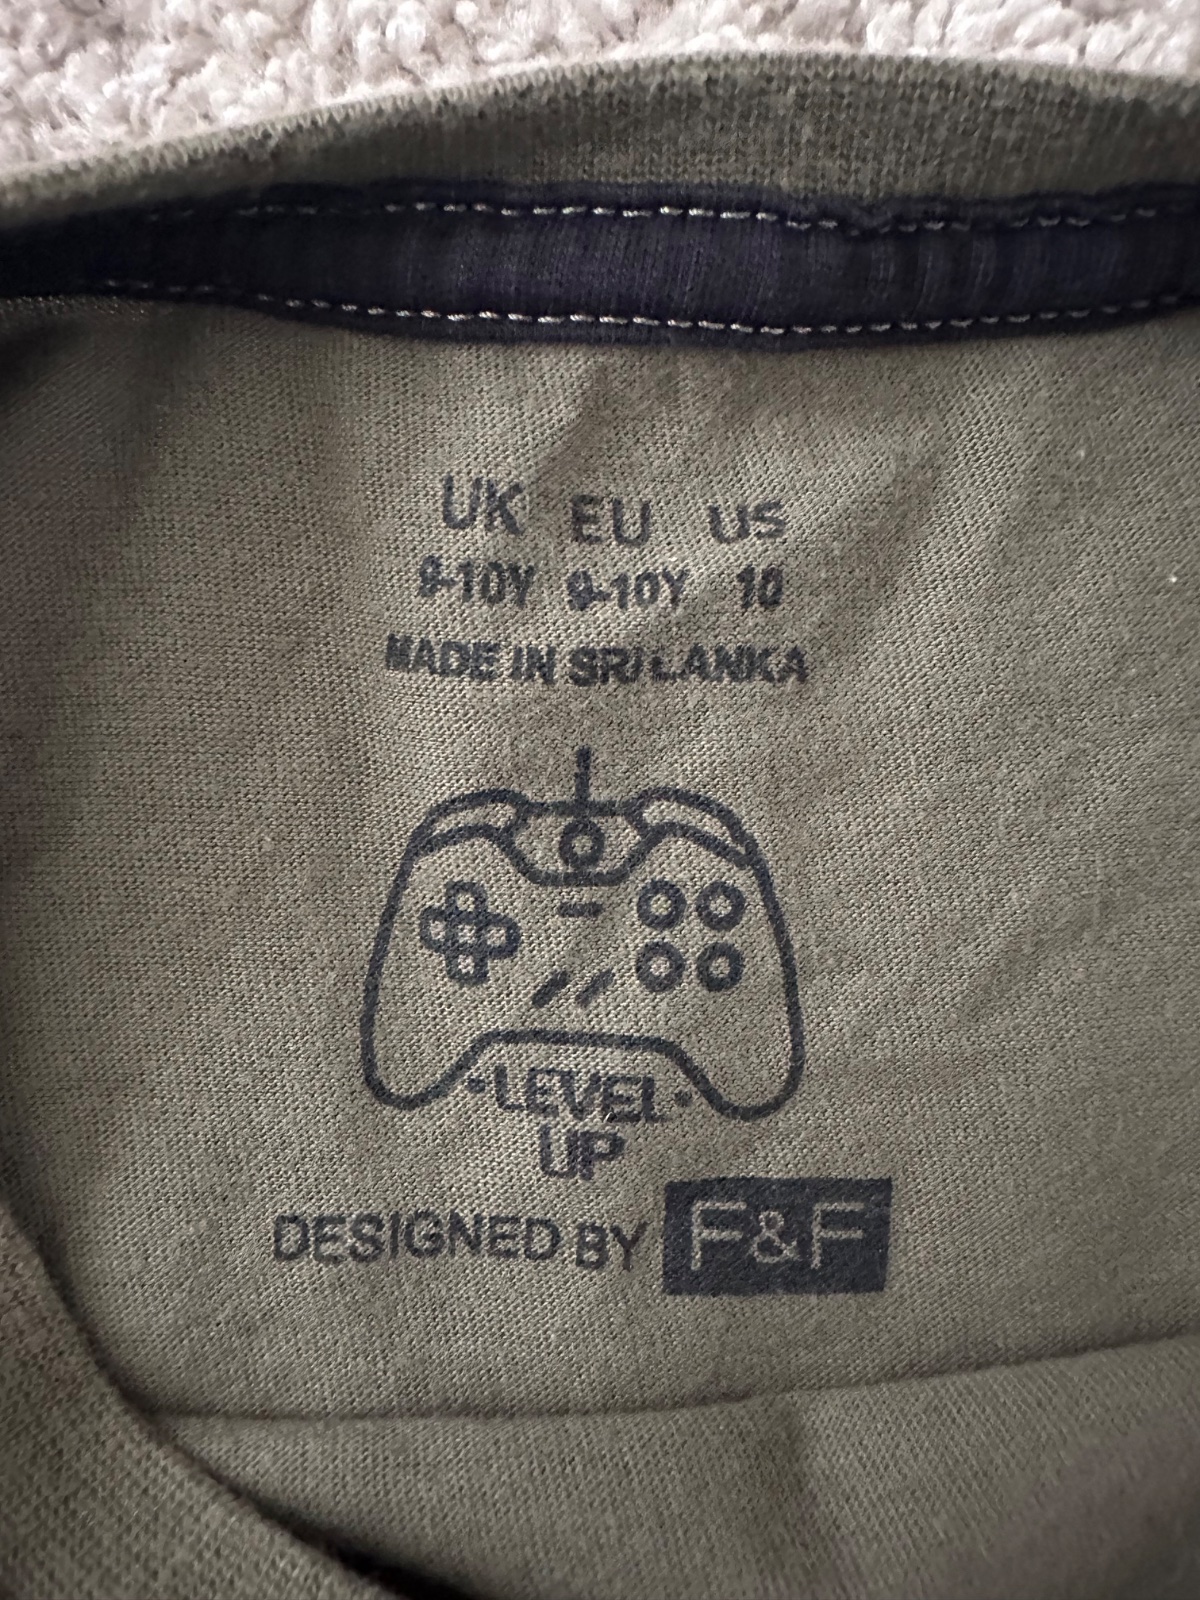 UK EU US
9-10Y 9-10Y 10
MADE IN SRI LANKA
·LEVEL·
UP
DESIGNED BY F&F